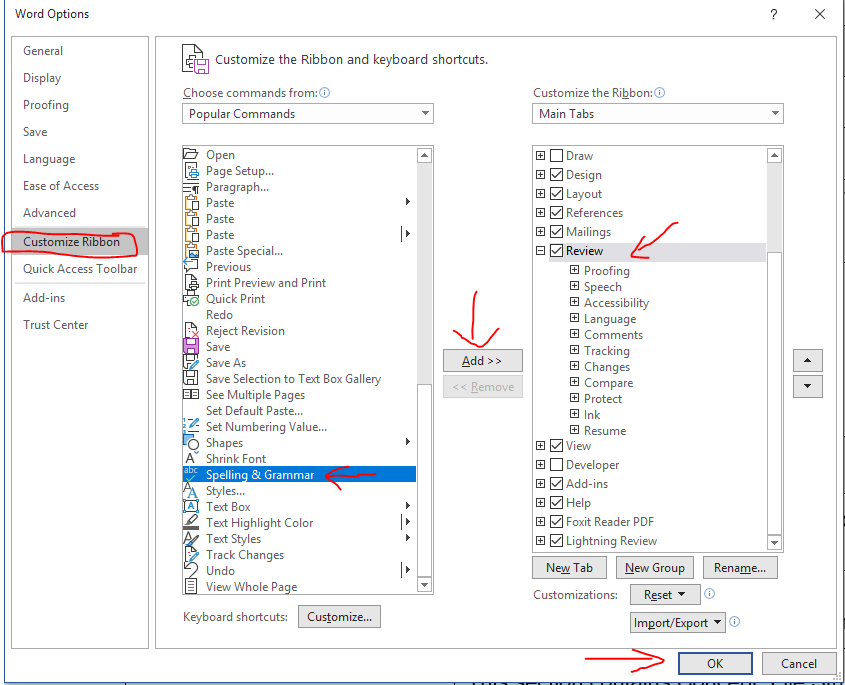 Word Options
?
General
Display
Proofing
Save
Language
Ease of Access
Advanced
Customize Ribbon
Quick Access Toolbar
Add-ins
Trust Center
Customize the Ribbon and keyboard shortcuts.
Choose commands from:
Popular Commands
Open
Page Setup...
Paragraph...
Paste
Paste
Paste
Paste Special...
Previous
Print Preview and Print
Quick Print
Redo
Reject Revision
Save
Save As
Save Selection to Text Box Gallery
See Multiple Pages
Set Default Paste...
Set Numbering Value...
Shapes
Shrink Font
abc Spelling & Grammar
Styles...
Text Box
Text Highlight Color
Text Styles
Track Changes
Undo
View Whole Page
Keyboard shortcuts: Customize...
Add >>
<< Remove
Customize the Ribbon:
Main Tabs
Draw
Design
Layout
References
Mailings
Review
Proofing
Speech
Accessibility
Language
Comments
Tracking
Changes
Compare
Protect
Ink
Resume
View
Developer
Add-ins
Help
Foxit Reader PDF
Lightning Review
New Tab New Group Rename...
Customizations: Reset
Import/Export
OK Cancel